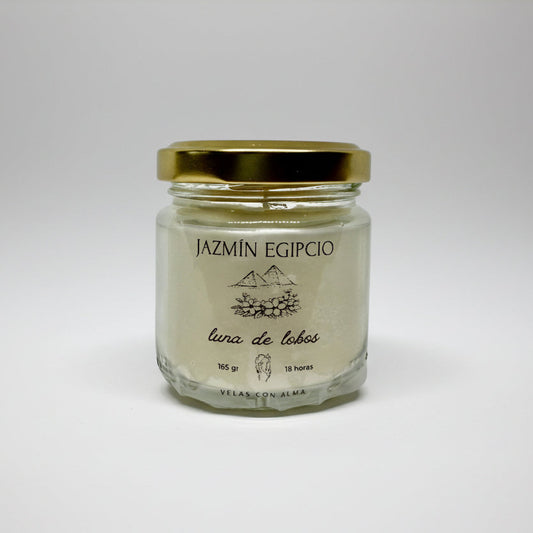 JAZMÍN EGIPCIO
luna de lobos
165 gr 18 horas
VELAS CON ALMA